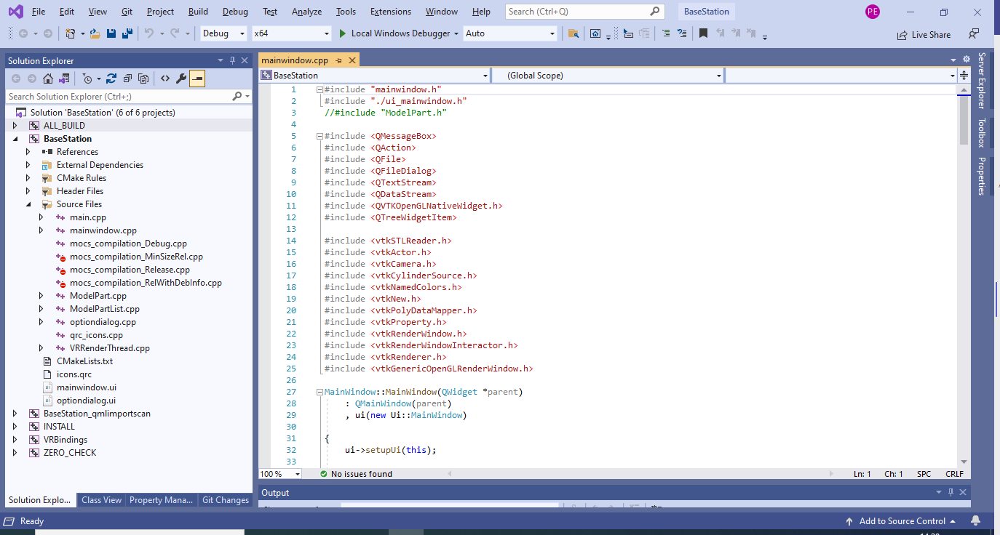 File Edit View Git Project Build Debug Test Analyze Tools Extensions Window Help Search (Ctrl+Q) BaseStation PE
Debug x64 Local Windows Debugger Auto Live Share
Solution Explorer
Search Solution Explorer (Ctrl+;)
Solution 'BaseStation' (6 of 6 projects)
ALL_BUILD
BaseStation
References
External Dependencies
CMake Rules
Header Files
Source Files
main.cpp
mainwindow.cpp
mocs_compilation_Debug.cpp
mocs_compilation_MinSizeRel.cpp
mocs_compilation_Release.cpp
mocs_compilation_RelWithDebInfo.cpp
ModelPart.cpp
ModelPartList.cpp
optiondialog.cpp
qrc_icons.cpp
VRRenderThread.cpp
CMakeLists.txt
icons.qrc
mainwindow.ui
optiondialog.ui
BaseStation_qmlimportscan
INSTALL
VRBindings
ZERO_CHECK
Solution Explo... Class View Property Mana... Git Changes
mainwindow.cpp
BaseStation (Global Scope)
1 #include "mainwindow.h"
2 #include "./ui_mainwindow.h"
3 //#include "ModelPart.h"
4
5 #include <QMessageBox>
6 #include <QAction>
7 #include <QFile>
8 #include <QFileDialog>
9 #include <QTextStream>
10 #include <QDataStream>
11 #include <QVTKOpenGLNativeWidget.h>
12 #include <QTreeWidgetItem>
13
14 #include <vtkSTLReader.h>
15 #include <vtkActor.h>
16 #include <vtkCamera.h>
17 #include <vtkCylinderSource.h>
18 #include <vtkNamedColors.h>
19 #include <vtkNew.h>
20 #include <vtkPolyDataMapper.h>
21 #include <vtkProperty.h>
22 #include <vtkRenderWindow.h>
23 #include <vtkRenderWindowInteractor.h>
24 #include <vtkRenderer.h>
25 #include <vtkGenericOpenGLRenderWindow.h>
26
27 MainWindow::MainWindow(QWidget *parent)
28 : QMainWindow(parent)
29 , ui(new Ui::MainWindow)
30
31 {
32 ui->setupUi(this);
33
100 % No issues found Ln: 1 Ch: 1 SPC CRLF
Output
Server Explorer
Toolbox
Properties
Ready Add to Source Control